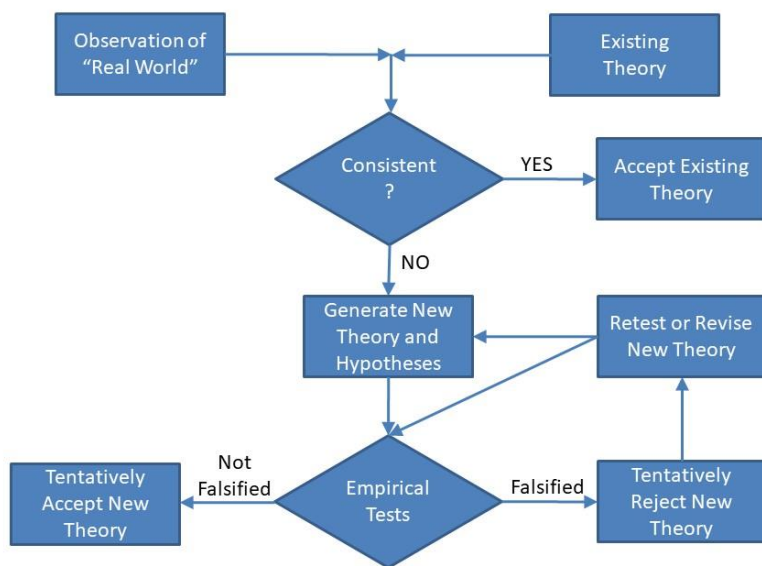 Observation of
“Real World”
Existing
Theory
Consistent
?
YES
Accept Existing
Theory
NO
Generate New
Theory and
Hypotheses
Retest or Revise
New Theory
Tentatively
Accept New
Theory
Not
Falsified
Empirical
Tests
Falsified
Tentatively
Reject New
Theory